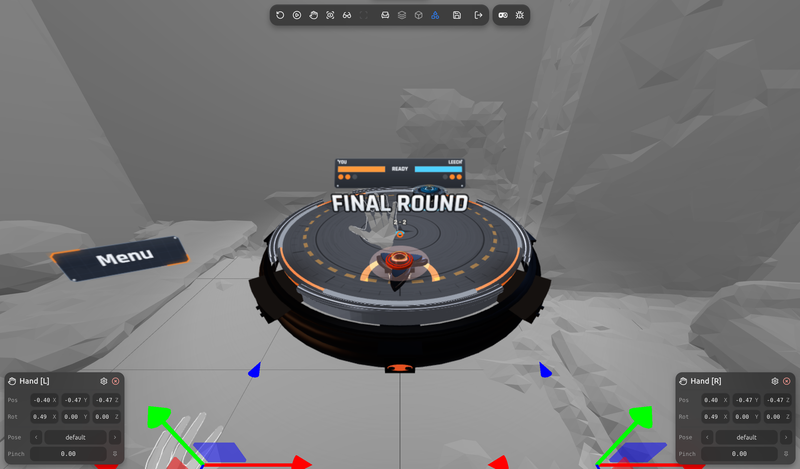 YOU
LEECH
READY
FINAL ROUND
2 - 2
Menu
Hand [L]
Pos -0.40 X -0.47 Y -0.47 Z
Rot 0.49 X 0.00 Y 0.00 Z
Pose default
Pinch 0.00
Hand [R]
Pos 0.40 X -0.47 Y -0.47 Z
Rot 0.49 X 0.00 Y 0.00 Z
Pose default
Pinch 0.00